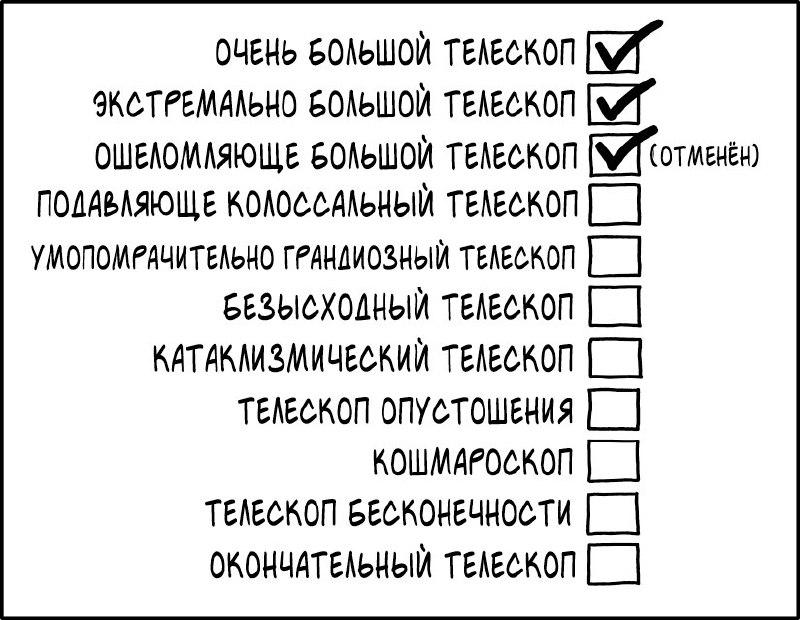 ОЧЕНЬ БОЛЬШОЙ ТЕЛЕСКОП
ЭКСТРЕМАЛЬНО БОЛЬШОЙ ТЕЛЕСКОП
ОШЕЛОМЛЯЮЩЕ БОЛЬШОЙ ТЕЛЕСКОП (ОТМЕНЁН)
ПОДАВЛЯЮЩЕ КОЛОССАЛЬНЫЙ ТЕЛЕСКОП
УМОПОМРАЧИТЕЛЬНО ГРАНДИОЗНЫЙ ТЕЛЕСКОП
БЕЗЫСХОДНЫЙ ТЕЛЕСКОП
КАТАКЛИЗМИЧЕСКИЙ ТЕЛЕСКОП
ТЕЛЕСКОП ОПУСТОШЕНИЯ
КОШМАРОСКОП
ТЕЛЕСКОП БЕСКОНЕЧНОСТИ
ОКОНЧАТЕЛЬНЫЙ ТЕЛЕСКОП